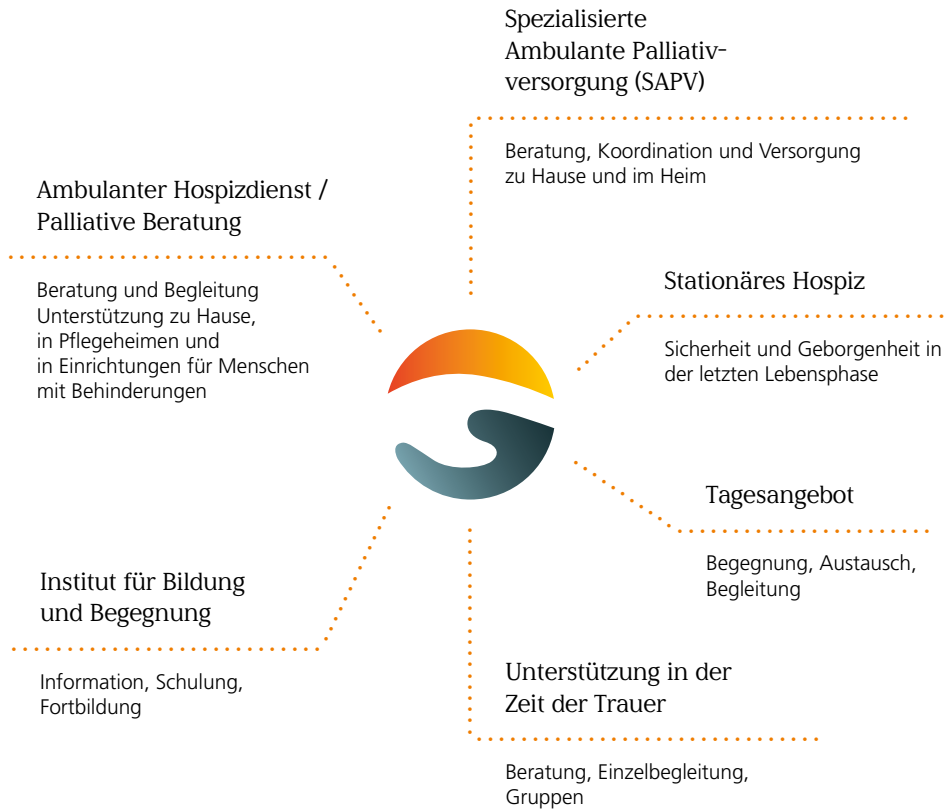 Spezialisierte
Ambulante Palliativ-
versorgung (SAPV)
Beratung, Koordination und Versorgung
zu Hause und im Heim
Ambulanter Hospizdienst /
Palliative Beratung
Beratung und Begleitung
Unterstützung zu Hause,
in Pflegeheimen und
in Einrichtungen für Menschen
mit Behinderungen
Stationäres Hospiz
Sicherheit und Geborgenheit in
der letzten Lebensphase
Tagesangebot
Begegnung, Austausch,
Begleitung
Institut für Bildung
und Begegnung
Information, Schulung,
Fortbildung
Unterstützung in der
Zeit der Trauer
Beratung, Einzelbegleitung,
Gruppen